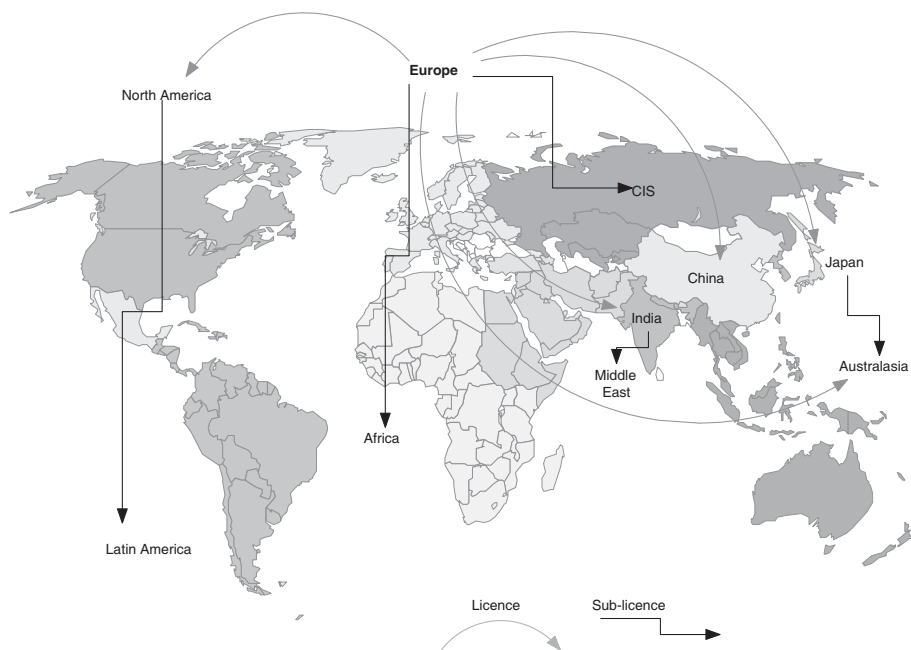 Europe
North America
CIS
China
Japan
India
Middle
East
Australasia
Africa
Latin America
Licence
Sub-licence